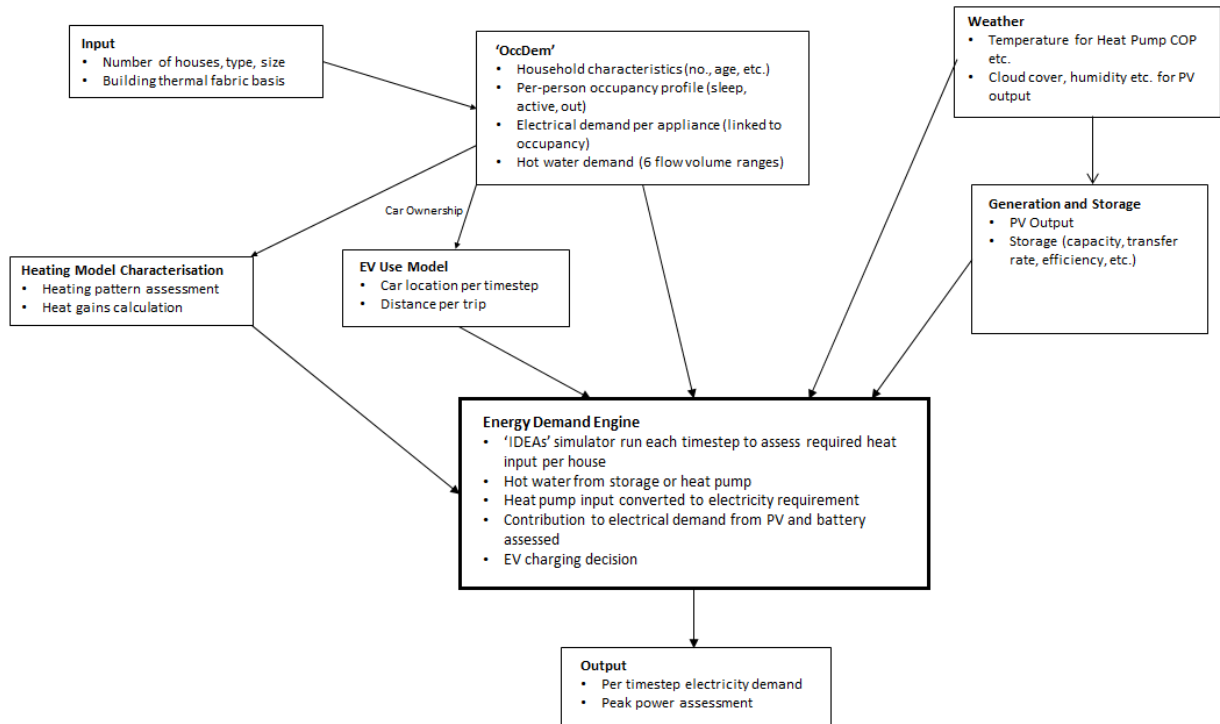 Input
• Number of houses, type, size
• Building thermal fabric basis
‘OccDem’
• Household characteristics (no., age, etc.)
• Per-person occupancy profile (sleep,
active, out)
• Electrical demand per appliance (linked to
occupancy)
• Hot water demand (6 flow volume ranges)
Weather
• Temperature for Heat Pump COP
etc.
• Cloud cover, humidity etc. for PV
output
Car Ownership
Generation and Storage
• PV Output
• Storage (capacity, transfer
rate, efficiency, etc.)
Heating Model Characterisation
• Heating pattern assessment
• Heat gains calculation
EV Use Model
• Car location per timestep
• Distance per trip
Energy Demand Engine
• ‘IDEAs’ simulator run each timestep to assess required heat
input per house
• Hot water from storage or heat pump
• Heat pump input converted to electricity requirement
• Contribution to electrical demand from PV and battery
assessed
• EV charging decision
Output
• Per timestep electricity demand
• Peak power assessment